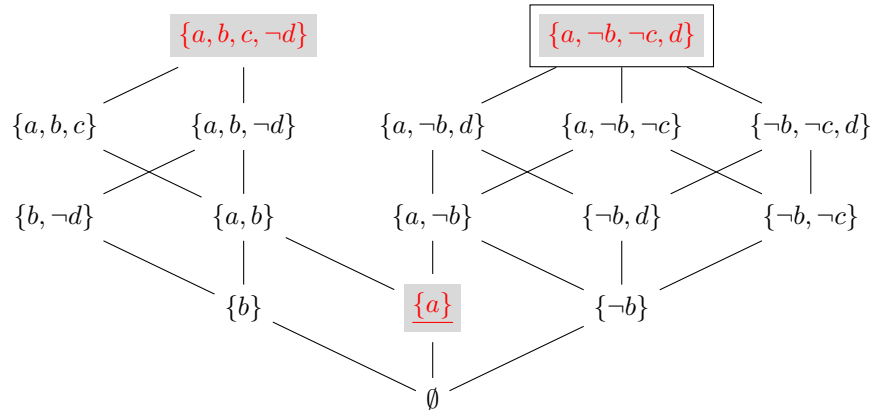 {a, b, c, ¬d} {a, ¬b, ¬c, d}
{a, b, c} {a, b, ¬d} {a, ¬b, d} {a, ¬b, ¬c} {¬b, ¬c, d}
{b, ¬d} {a, b} {a, ¬b} {¬b, d} {¬b, ¬c}
{b} {a} {¬b}
∅